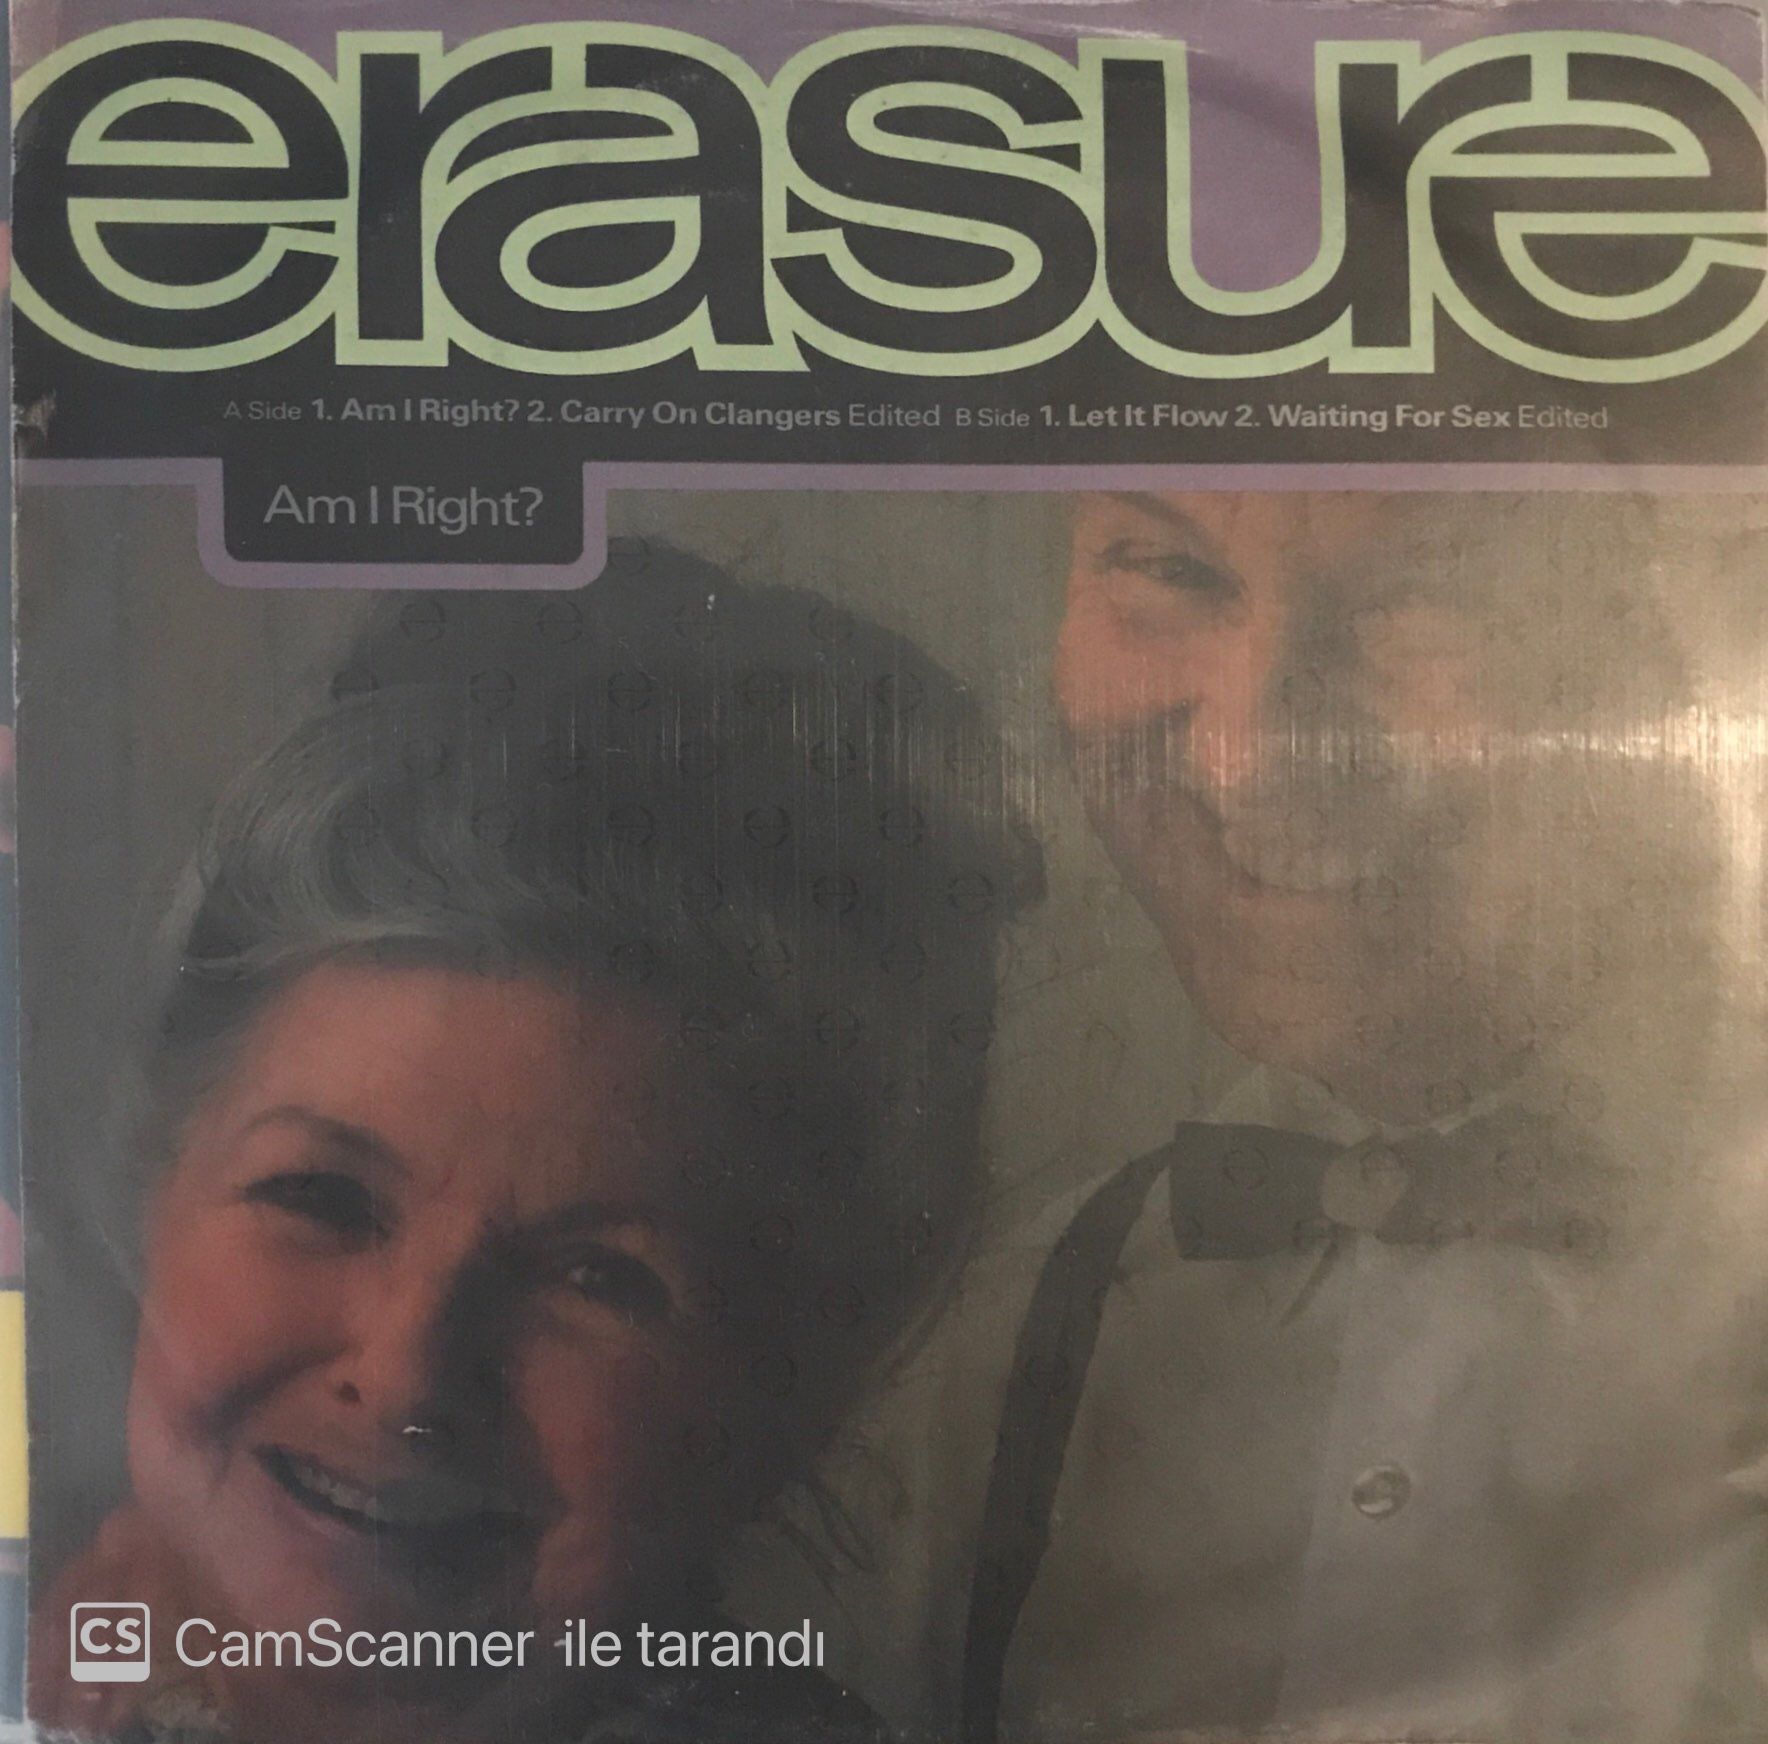 erasure
A Side 1. Am I Right? 2. Carry On Clangers Edited B Side 1. Let It Flow 2. Waiting For Sex Edited
Am I Right?
CS CamScanner ile tarandı